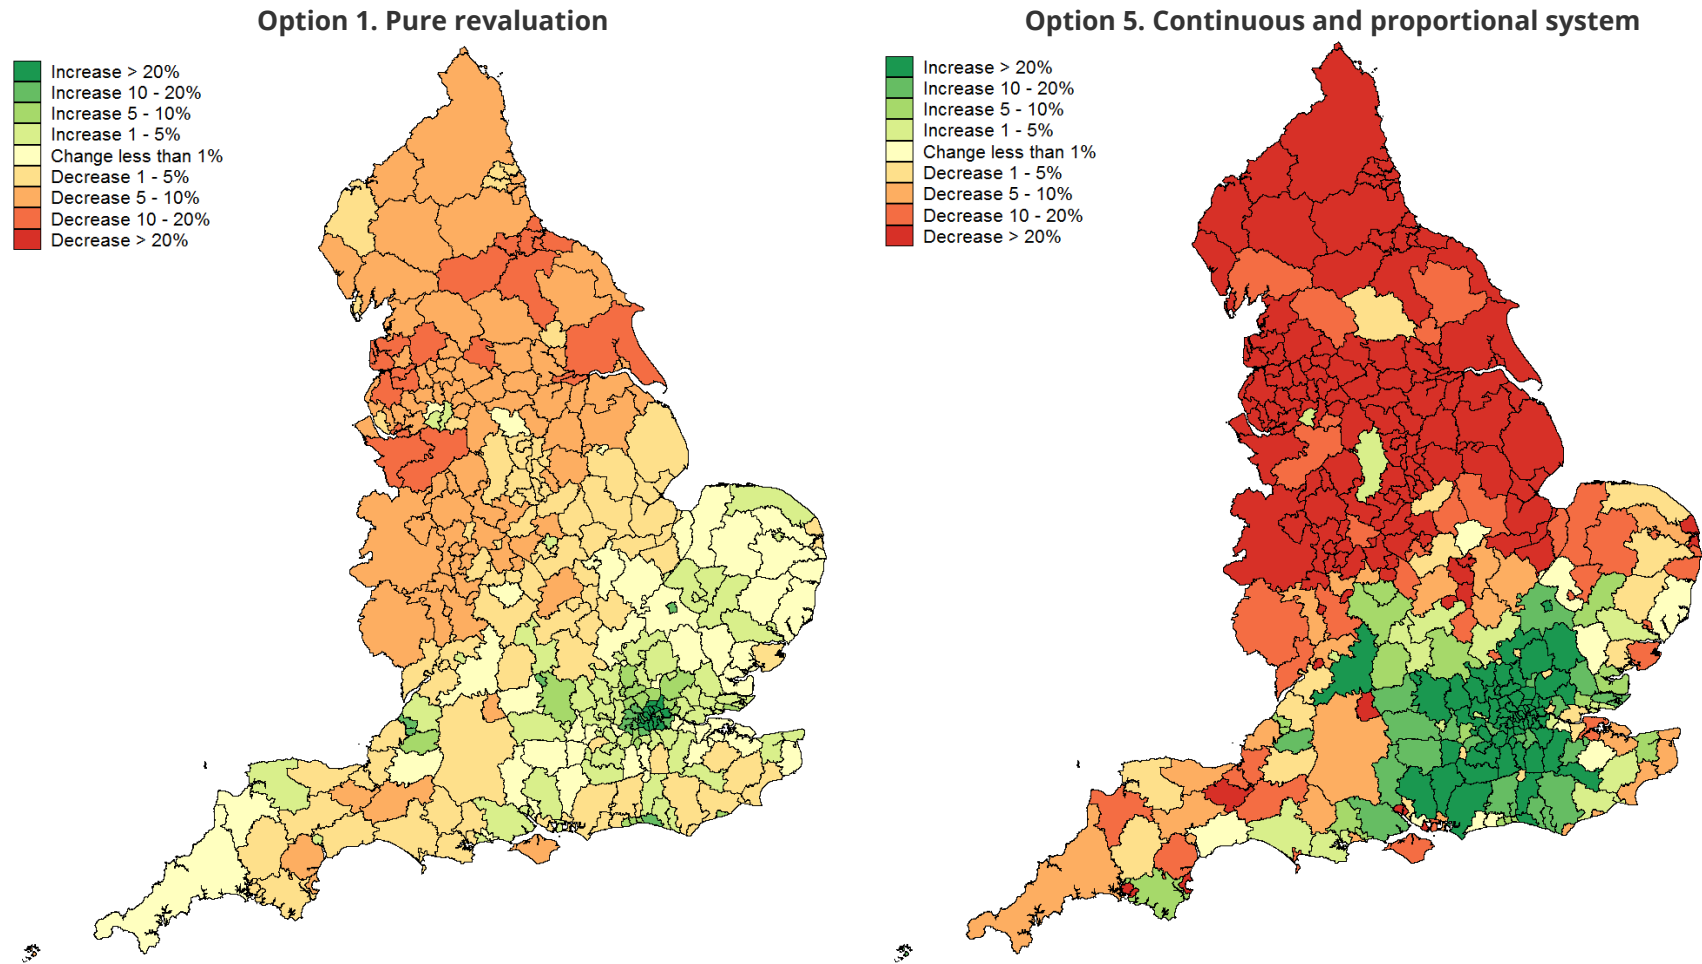 Option 1. Pure revaluation
Increase > 20%
Increase 10 - 20%
Increase 5 - 10%
Increase 1 - 5%
Change less than 1%
Decrease 1 - 5%
Decrease 5 - 10%
Decrease 10 - 20%
Decrease > 20%
Option 5. Continuous and proportional system
Increase > 20%
Increase 10 - 20%
Increase 5 - 10%
Increase 1 - 5%
Change less than 1%
Decrease 1 - 5%
Decrease 5 - 10%
Decrease 10 - 20%
Decrease > 20%